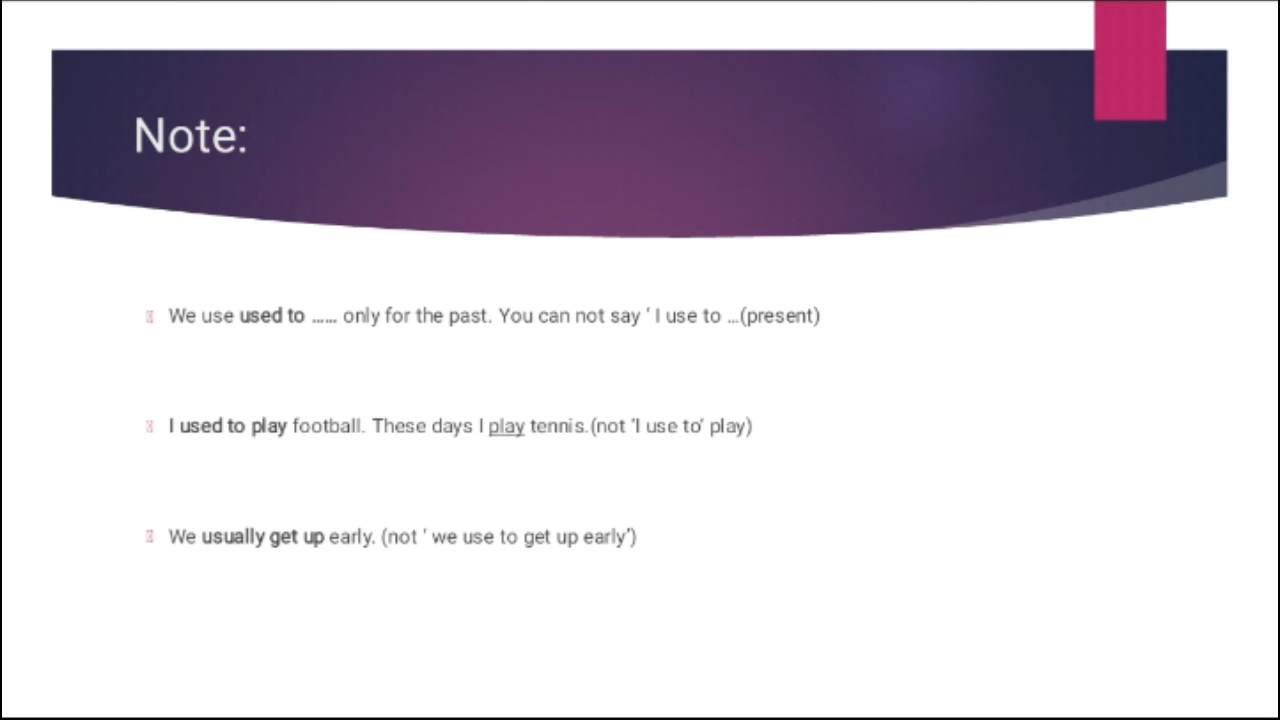 Note:
We use used to …… only for the past. You can not say ‘ I use to …(present)
I used to play football. These days I play tennis.(not ‘I use to’ play)
We usually get up early. (not ‘ we use to get up early’)